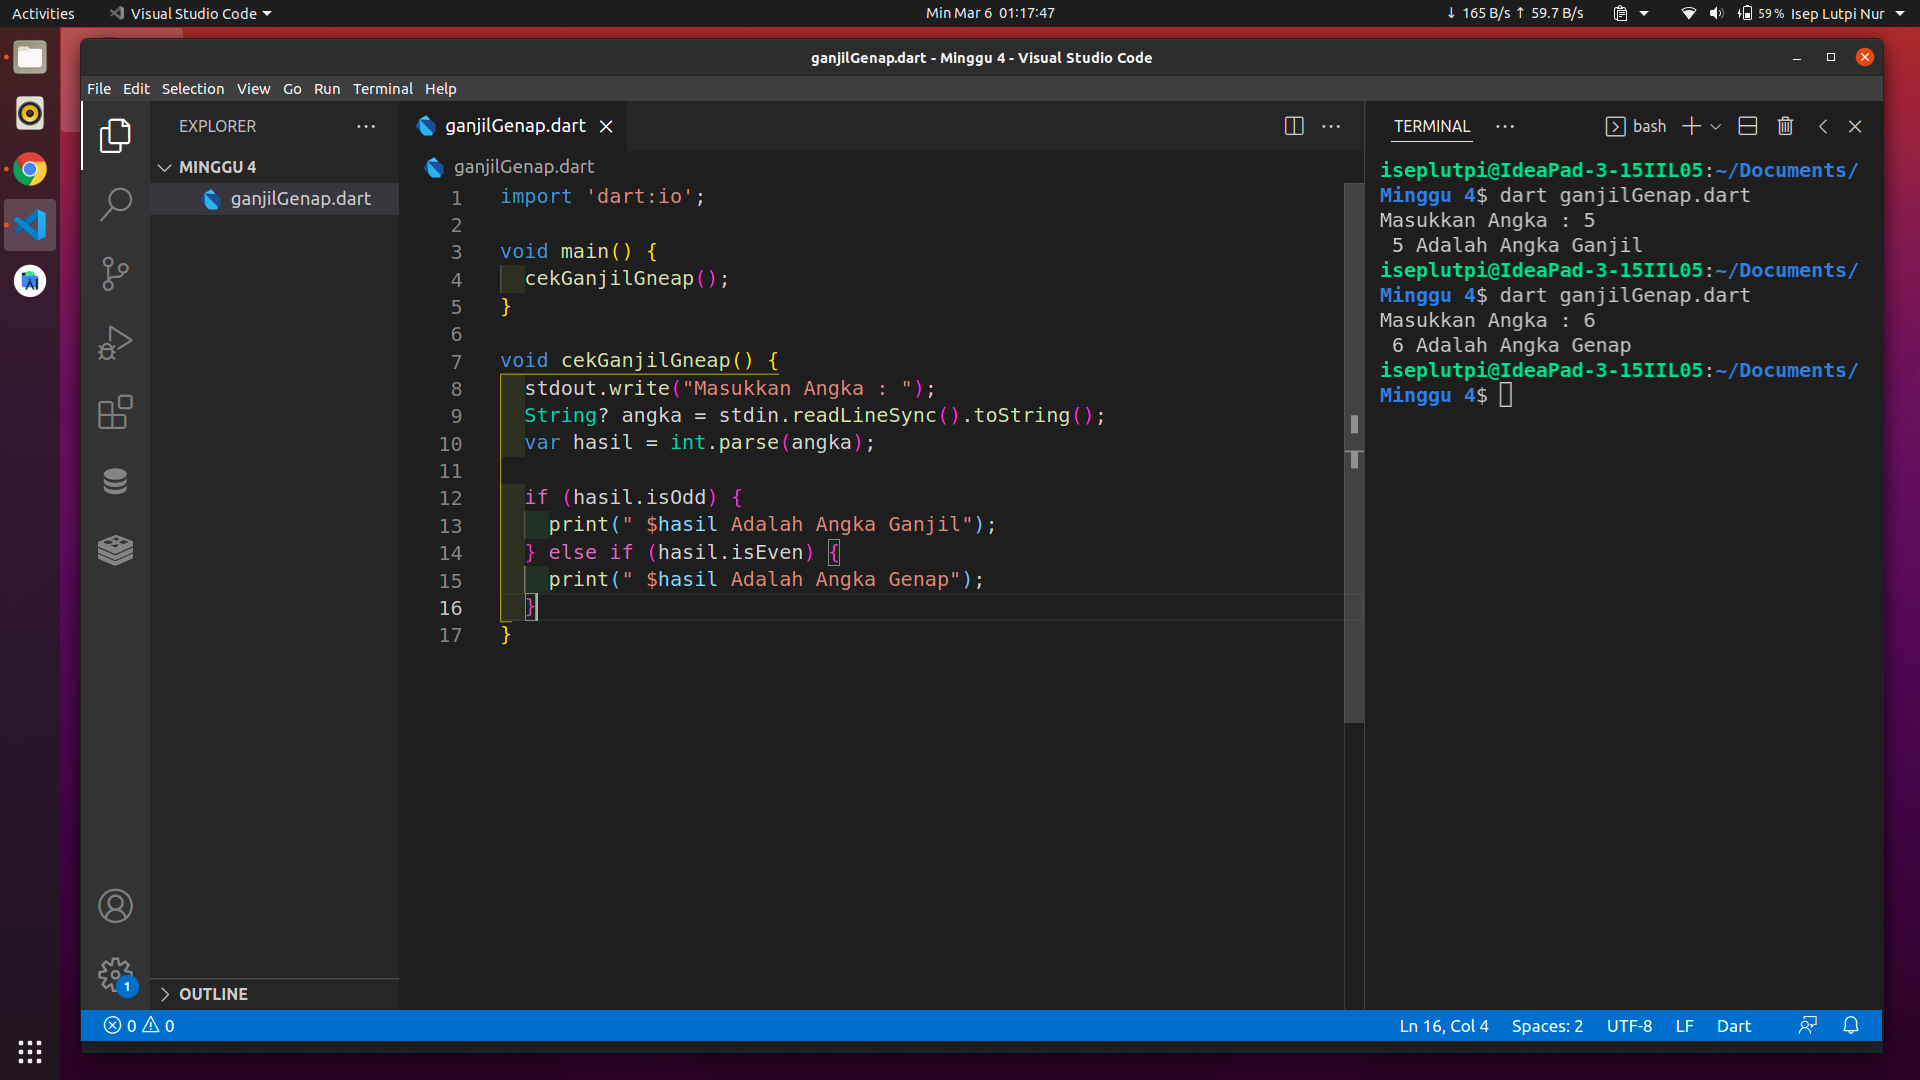 Activities
Visual Studio Code
Min Mar 6 01:17:47
↓ 165 B/s ↑ 59.7 B/s
59 %
Isep Lutpi Nur
ganjilGenap.dart - Minggu 4 - Visual Studio Code
File Edit Selection View Go Run Terminal Help
EXPLORER
MINGGU 4
ganjilGenap.dart
OUTLINE
ganjilGenap.dart
ganjilGenap.dart
1 import 'dart:io';
2
3 void main() {
4   cekGanjilGneap();
5 }
6
7 void cekGanjilGneap() {
8   stdout.write("Masukkan Angka : ");
9   String? angka = stdin.readLineSync().toString();
10   var hasil = int.parse(angka);
11
12   if (hasil.isOdd) {
13     print(" $hasil Adalah Angka Ganjil");
14   } else if (hasil.isEven) {
15     print(" $hasil Adalah Angka Genap");
16   }
17 }
TERMINAL
bash
iseplutpi@IdeaPad-3-15IIL05:~/Documents/
Minggu 4$ dart ganjilGenap.dart
Masukkan Angka : 5
 5 Adalah Angka Ganjil
iseplutpi@IdeaPad-3-15IIL05:~/Documents/
Minggu 4$ dart ganjilGenap.dart
Masukkan Angka : 6
 6 Adalah Angka Genap
iseplutpi@IdeaPad-3-15IIL05:~/Documents/
Minggu 4$
1
0 0
Ln 16, Col 4
Spaces: 2
UTF-8
LF
Dart